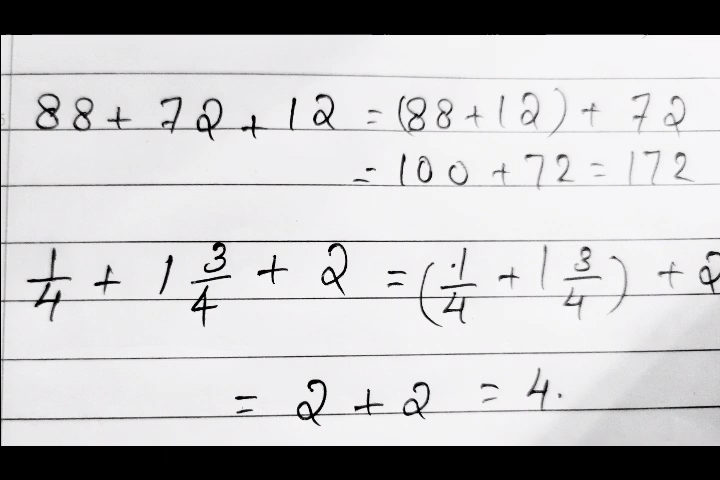 88 + 72 + 12 = (88 + 12) + 72
= 100 + 72 = 172
1/4 + 1 3/4 + 2 = (1/4 + 1 3/4) + 2
= 2 + 2 = 4.